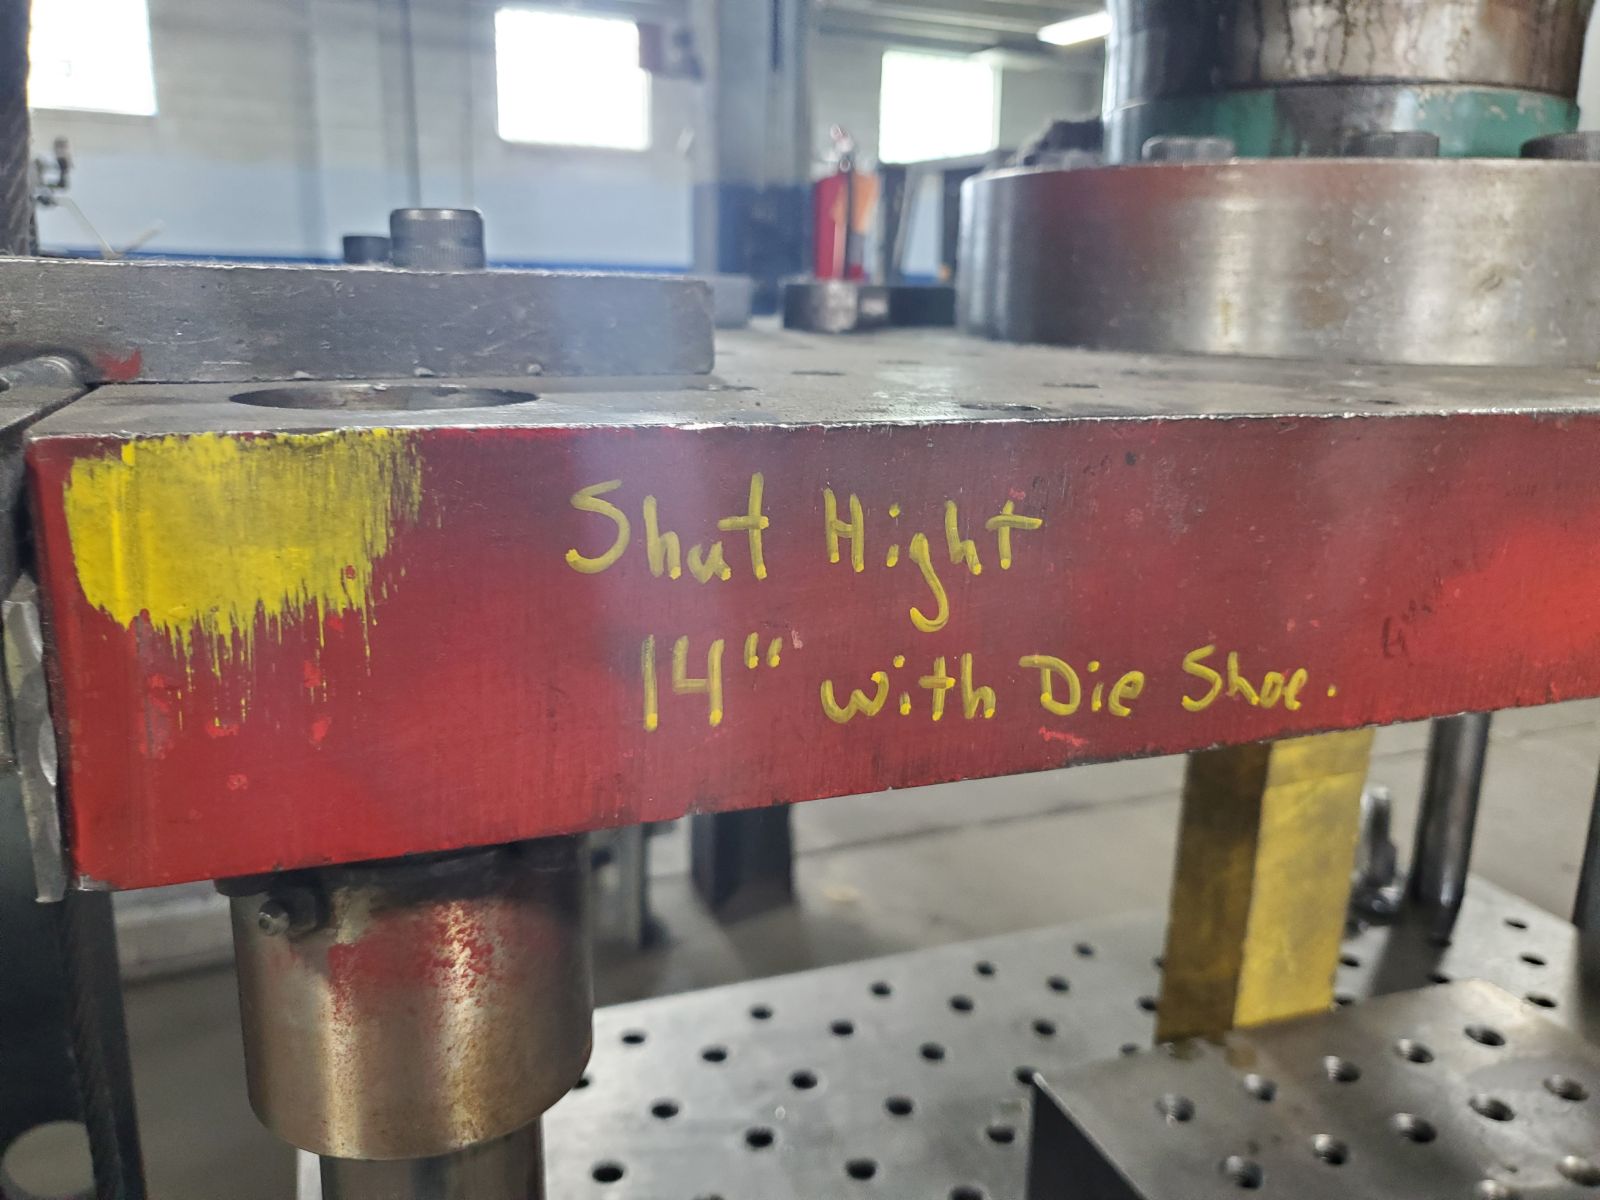 Shut Hight
14" with Die Shoe.